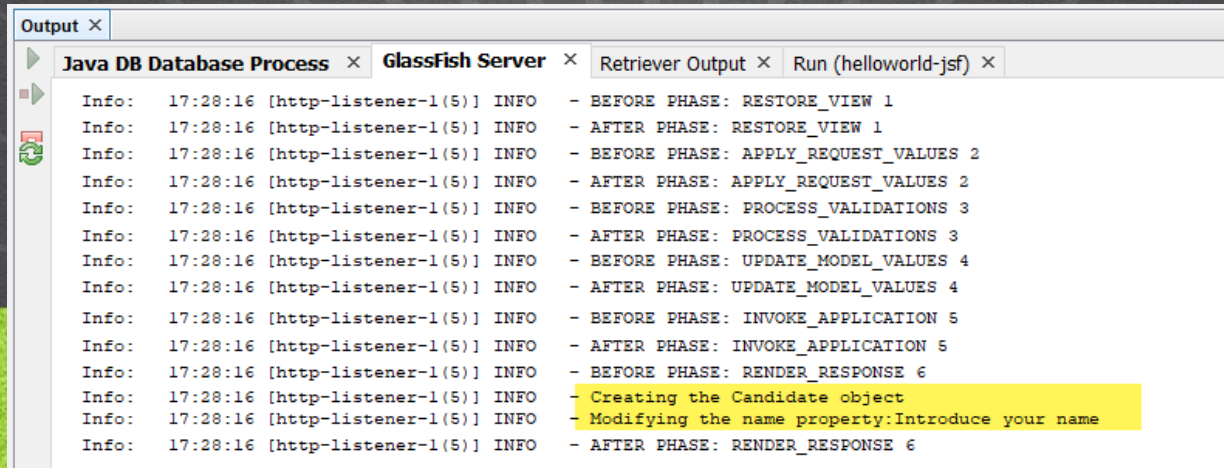 Output ×
Java DB Database Process × GlassFish Server × Retriever Output × Run (helloworld-jsf) ×
Info: 17:28:16 [http-listener-1(5)] INFO - BEFORE PHASE: RESTORE_VIEW 1
Info: 17:28:16 [http-listener-1(5)] INFO - AFTER PHASE: RESTORE_VIEW 1
Info: 17:28:16 [http-listener-1(5)] INFO - BEFORE PHASE: APPLY_REQUEST_VALUES 2
Info: 17:28:16 [http-listener-1(5)] INFO - AFTER PHASE: APPLY_REQUEST_VALUES 2
Info: 17:28:16 [http-listener-1(5)] INFO - BEFORE PHASE: PROCESS_VALIDATIONS 3
Info: 17:28:16 [http-listener-1(5)] INFO - AFTER PHASE: PROCESS_VALIDATIONS 3
Info: 17:28:16 [http-listener-1(5)] INFO - BEFORE PHASE: UPDATE_MODEL_VALUES 4
Info: 17:28:16 [http-listener-1(5)] INFO - AFTER PHASE: UPDATE_MODEL_VALUES 4
Info: 17:28:16 [http-listener-1(5)] INFO - BEFORE PHASE: INVOKE_APPLICATION 5
Info: 17:28:16 [http-listener-1(5)] INFO - AFTER PHASE: INVOKE_APPLICATION 5
Info: 17:28:16 [http-listener-1(5)] INFO - BEFORE PHASE: RENDER_RESPONSE 6
Info: 17:28:16 [http-listener-1(5)] INFO - Creating the Candidate object
Info: 17:28:16 [http-listener-1(5)] INFO - Modifying the name property:Introduce your name
Info: 17:28:16 [http-listener-1(5)] INFO - AFTER PHASE: RENDER_RESPONSE 6